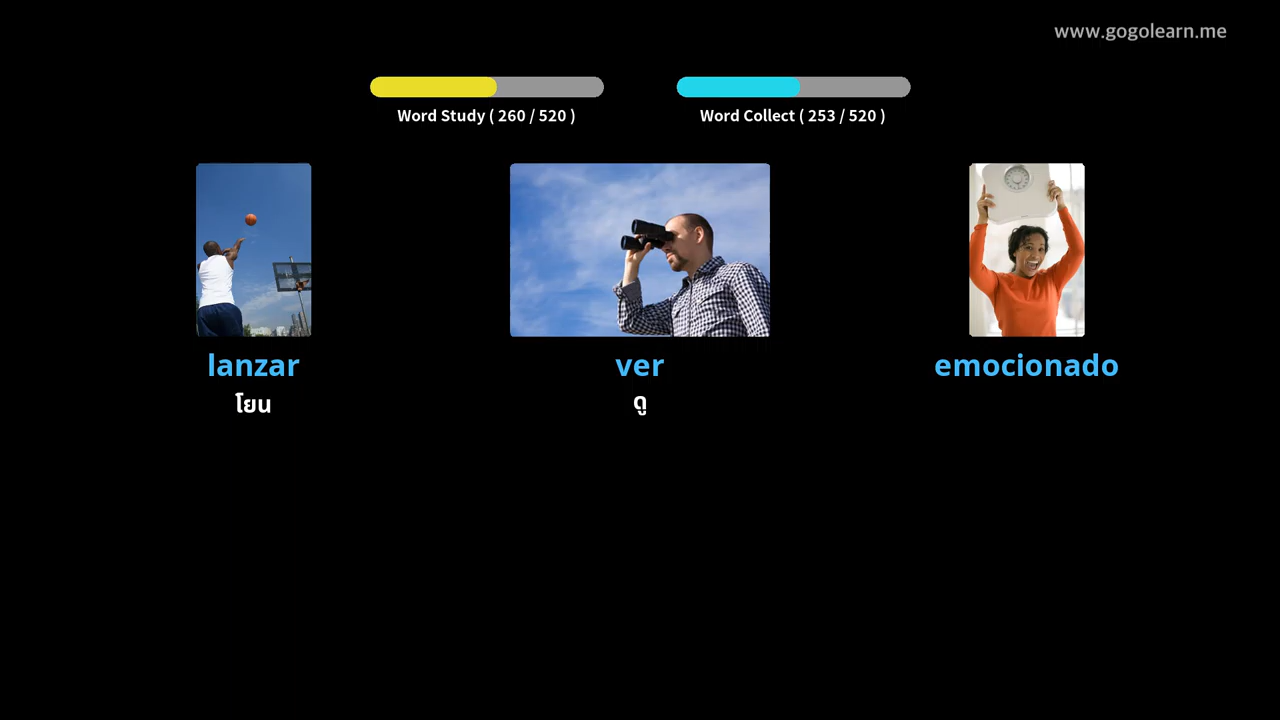 www.gogolearn.me
Word Study ( 260 / 520 )
Word Collect ( 253 / 520 )
lanzar
ver
emocionado
โยน
ดู